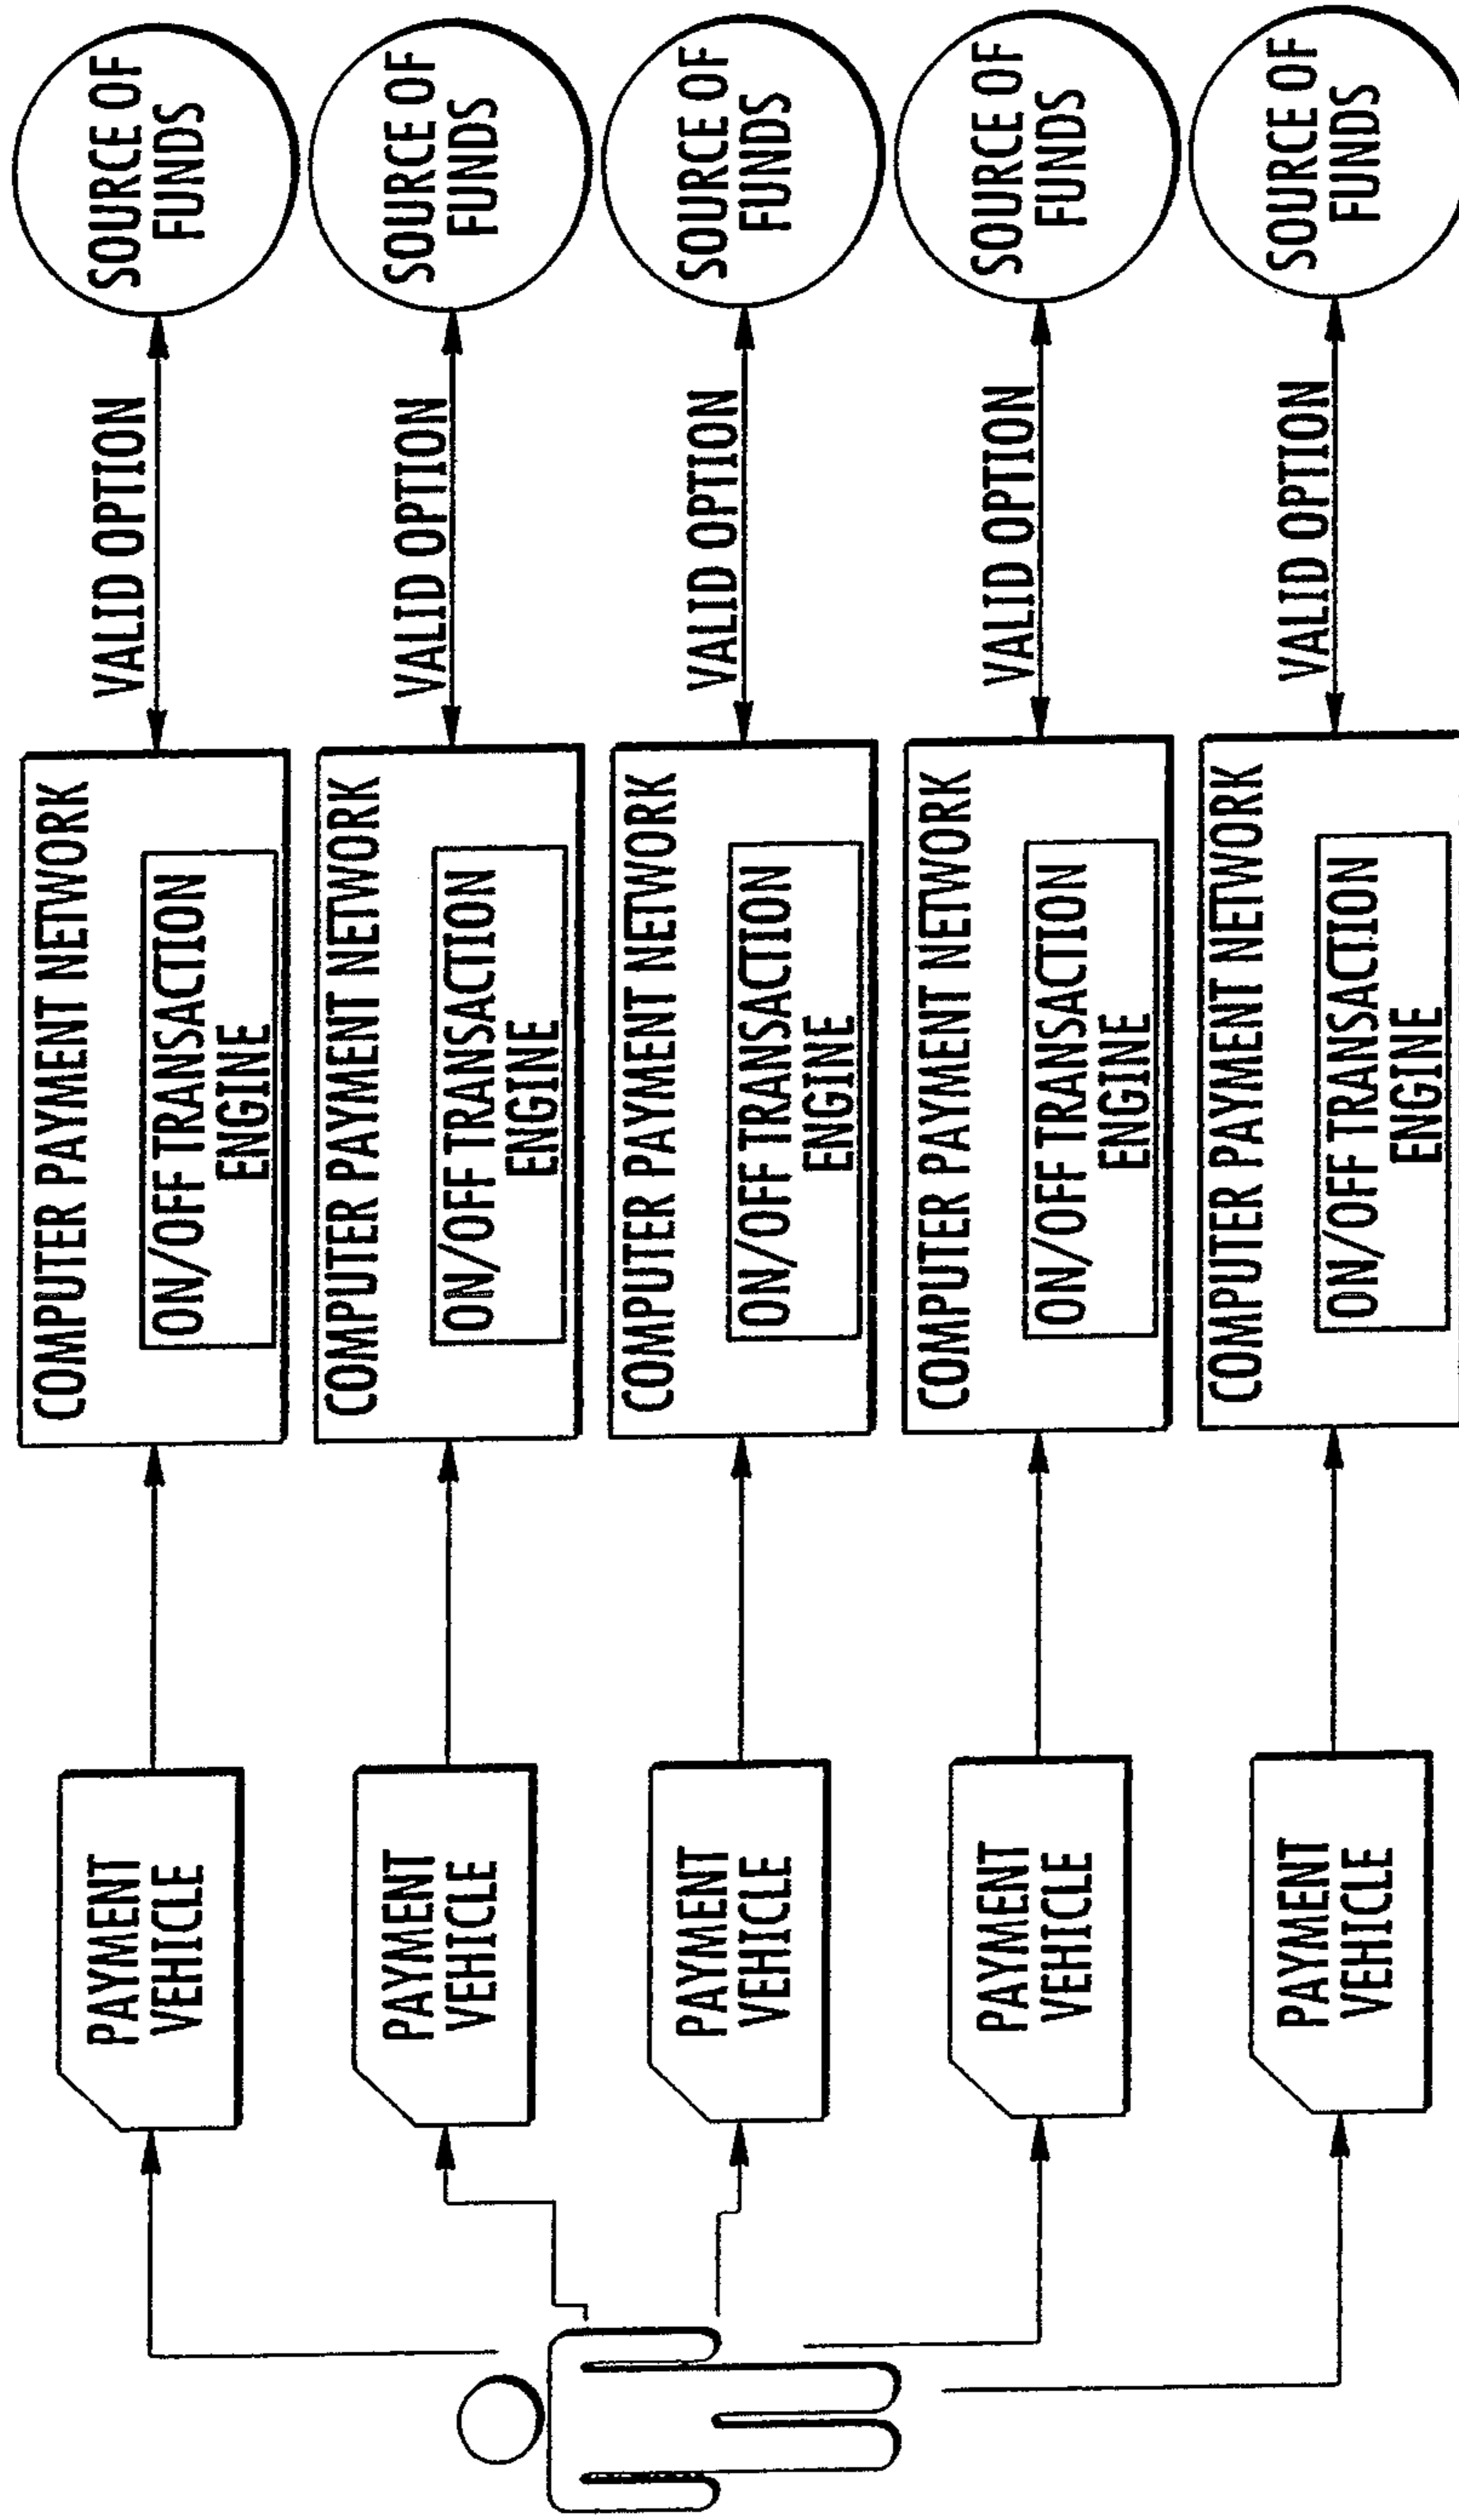 PAYMENT
VEHICLE
COMPUTER PAYMENT NETWORK
ON/OFF TRANSACTION
ENGINE
VALID OPTION
SOURCE OF
FUNDS
PAYMENT
VEHICLE
COMPUTER PAYMENT NETWORK
ON/OFF TRANSACTION
ENGINE
VALID OPTION
SOURCE OF
FUNDS
PAYMENT
VEHICLE
COMPUTER PAYMENT NETWORK
ON/OFF TRANSACTION
ENGINE
VALID OPTION
SOURCE OF
FUNDS
PAYMENT
VEHICLE
COMPUTER PAYMENT NETWORK
ON/OFF TRANSACTION
ENGINE
VALID OPTION
SOURCE OF
FUNDS
PAYMENT
VEHICLE
COMPUTER PAYMENT NETWORK
ON/OFF TRANSACTION
ENGINE
VALID OPTION
SOURCE OF
FUNDS